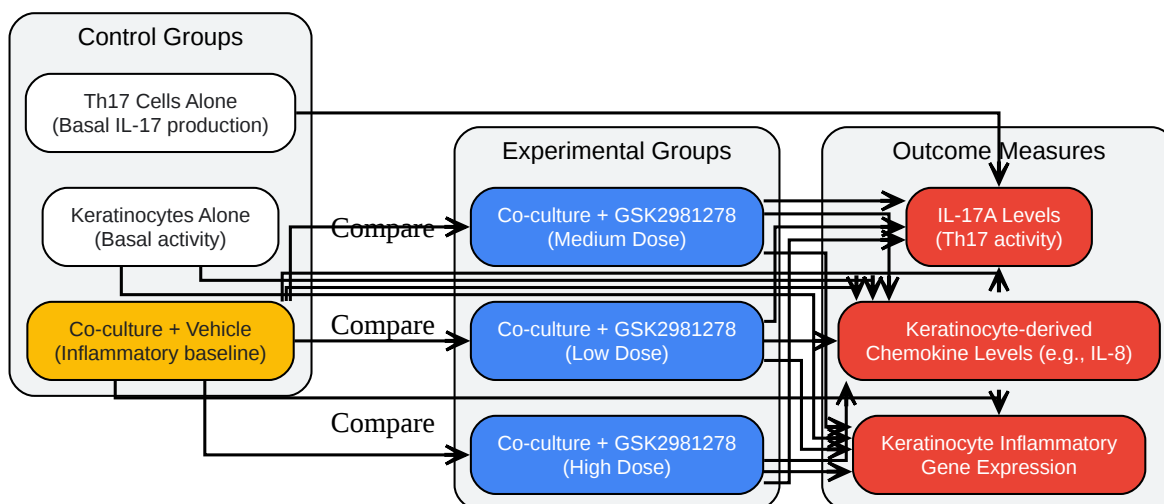 Control Groups
Th17 Cells Alone
(Basal IL-17 production)
Keratinocytes Alone
(Basal activity)
Co-culture + Vehicle
(Inflammatory baseline)
Compare
Compare
Compare
Experimental Groups
Co-culture + GSK2981278
(Medium Dose)
Co-culture + GSK2981278
(Low Dose)
Co-culture + GSK2981278
(High Dose)
Outcome Measures
IL-17A Levels
(Th17 activity)
Keratinocyte-derived
Chemokine Levels (e.g., IL-8)
Keratinocyte Inflammatory
Gene Expression